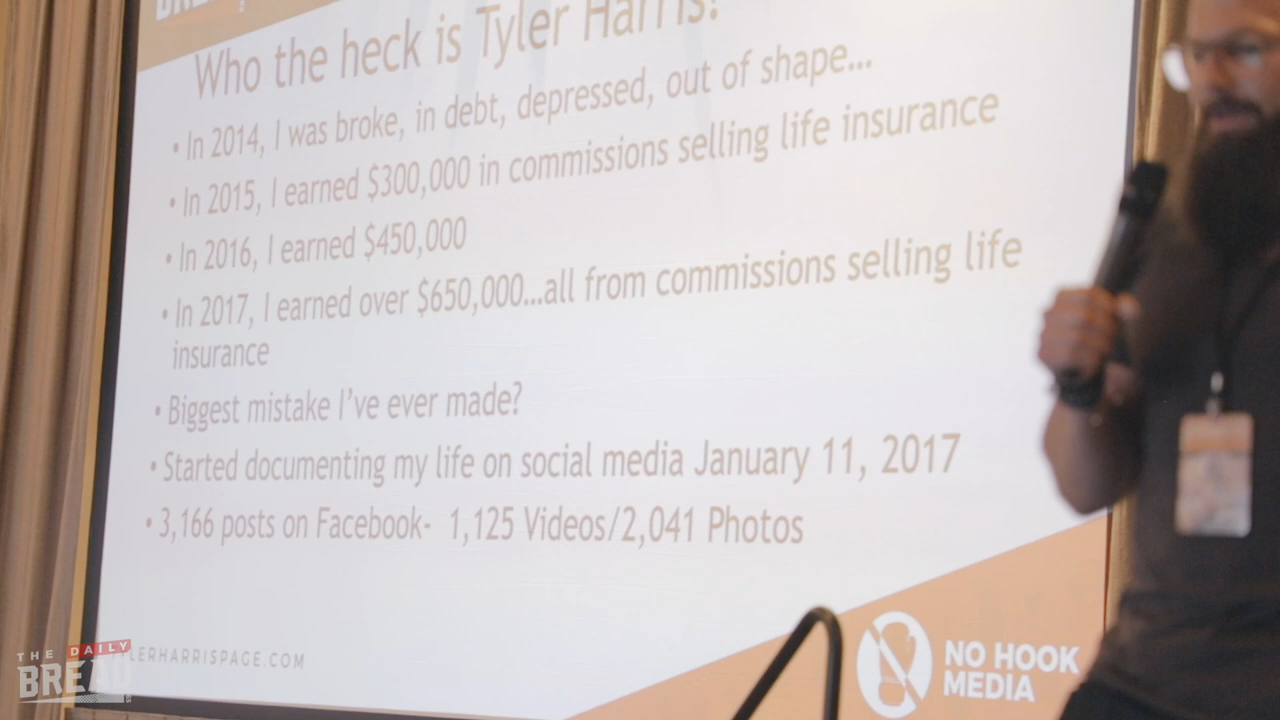 Who the heck is Tyler Harris?
• In 2014, I was broke, in debt, depressed, out of shape...
• In 2015, I earned $300,000 in commissions selling life insurance
• In 2016, I earned $450,000
• In 2017, I earned over $650,000...all from commissions selling life
insurance
• Biggest mistake I've ever made?
• Started documenting my life on social media January 11, 2017
• 3,166 posts on Facebook- 1,125 Videos/2,041 Photos
LERHARRISPAGE.COM
THE DAILY
BREAD
NO HOOK
MEDIA